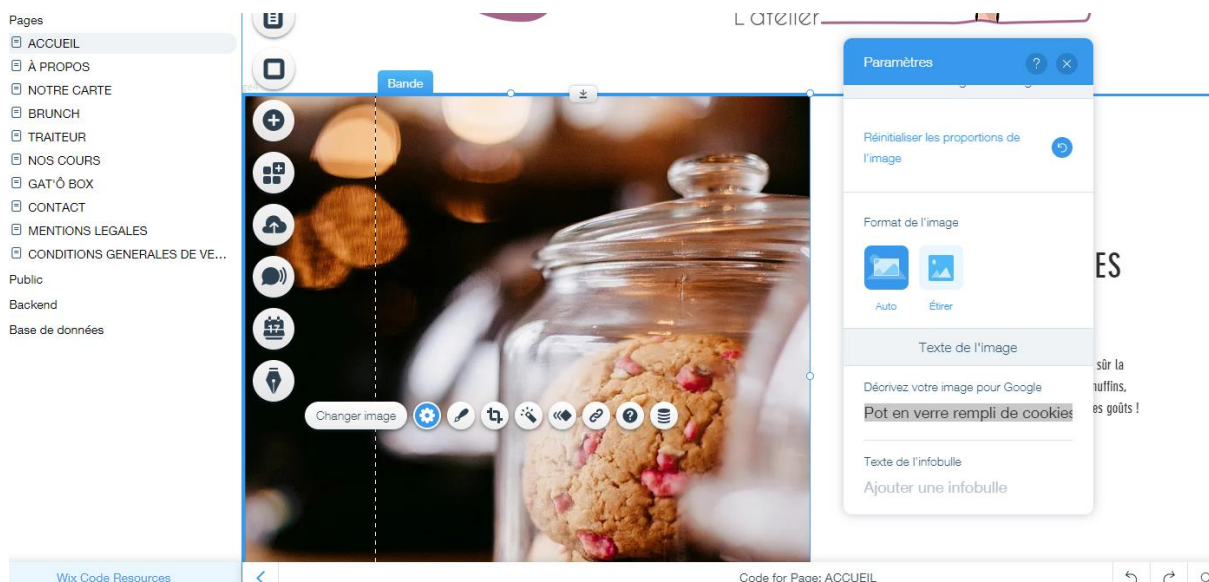 Pages
ACCUEIL
À PROPOS
NOTRE CARTE
BRUNCH
TRAITEUR
NOS COURS
GAT'Ô BOX
CONTACT
MENTIONS LEGALES
CONDITIONS GENERALES DE VE...
Public
Backend
Base de données
Wix Code Resources
L'atelier
Bande
17
Changer image
Paramètres
?
Réinitialiser les proportions de
l'image
Format de l'image
Auto
Étirer
Texte de l'image
Décrivez votre image pour Google
Pot en verre rempli de cookies
Texte de l'infobulle
Ajouter une infobulle
ES
sûr la
muffins,
es goûts !
Code for Page: ACCUEIL